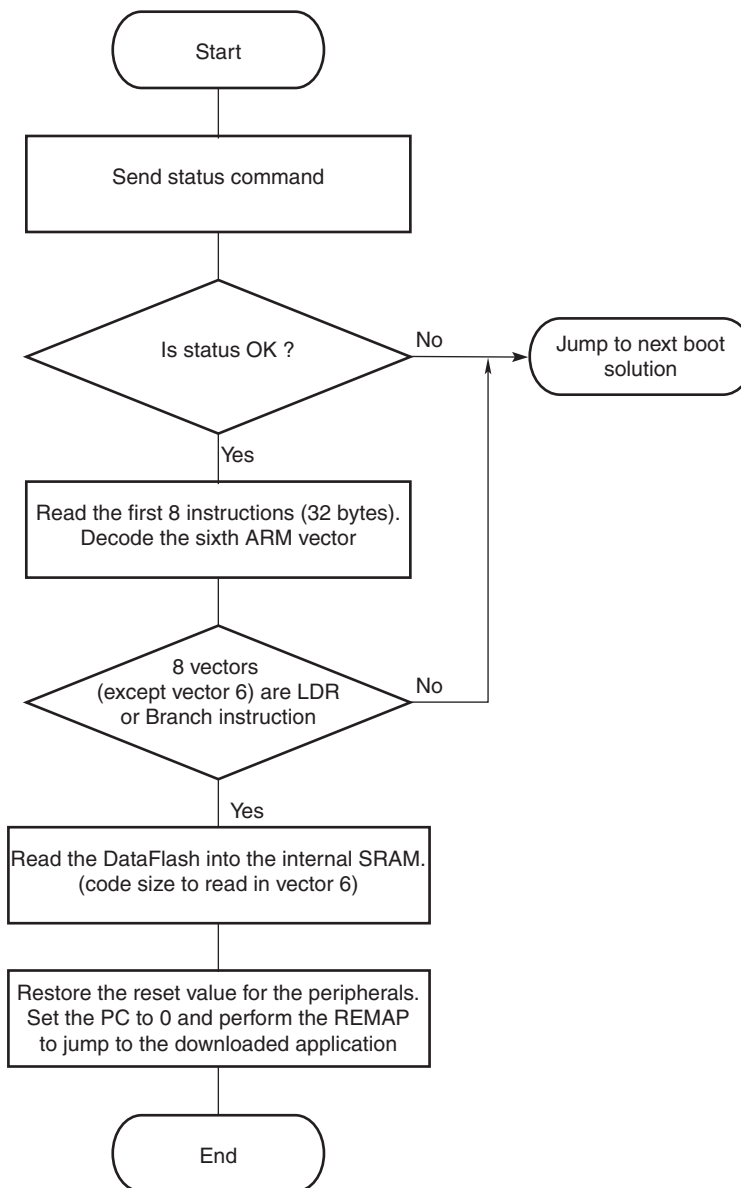 Start
Send status command
Is status OK ?
No
Jump to next boot
solution
Yes
Read the first 8 instructions (32 bytes).
Decode the sixth ARM vector
8 vectors
(except vector 6) are LDR
or Branch instruction
No
Yes
Read the DataFlash into the internal SRAM.
(code size to read in vector 6)
Restore the reset value for the peripherals.
Set the PC to 0 and perform the REMAP
to jump to the downloaded application
End